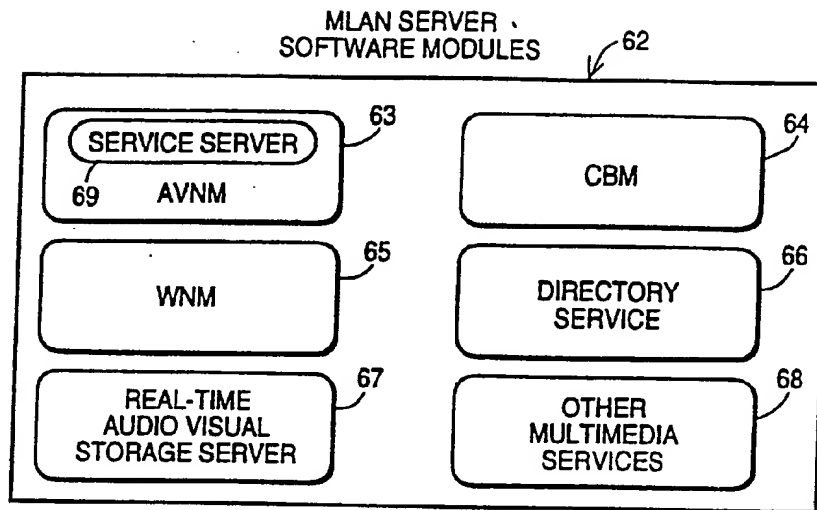 MLAN SERVER
SOFTWARE MODULES
62
SERVICE SERVER
63
69
AVNM
CBM
64
WNM
65
DIRECTORY
SERVICE
66
REAL-TIME
AUDIO VISUAL
STORAGE SERVER
67
OTHER
MULTIMEDIA
SERVICES
68